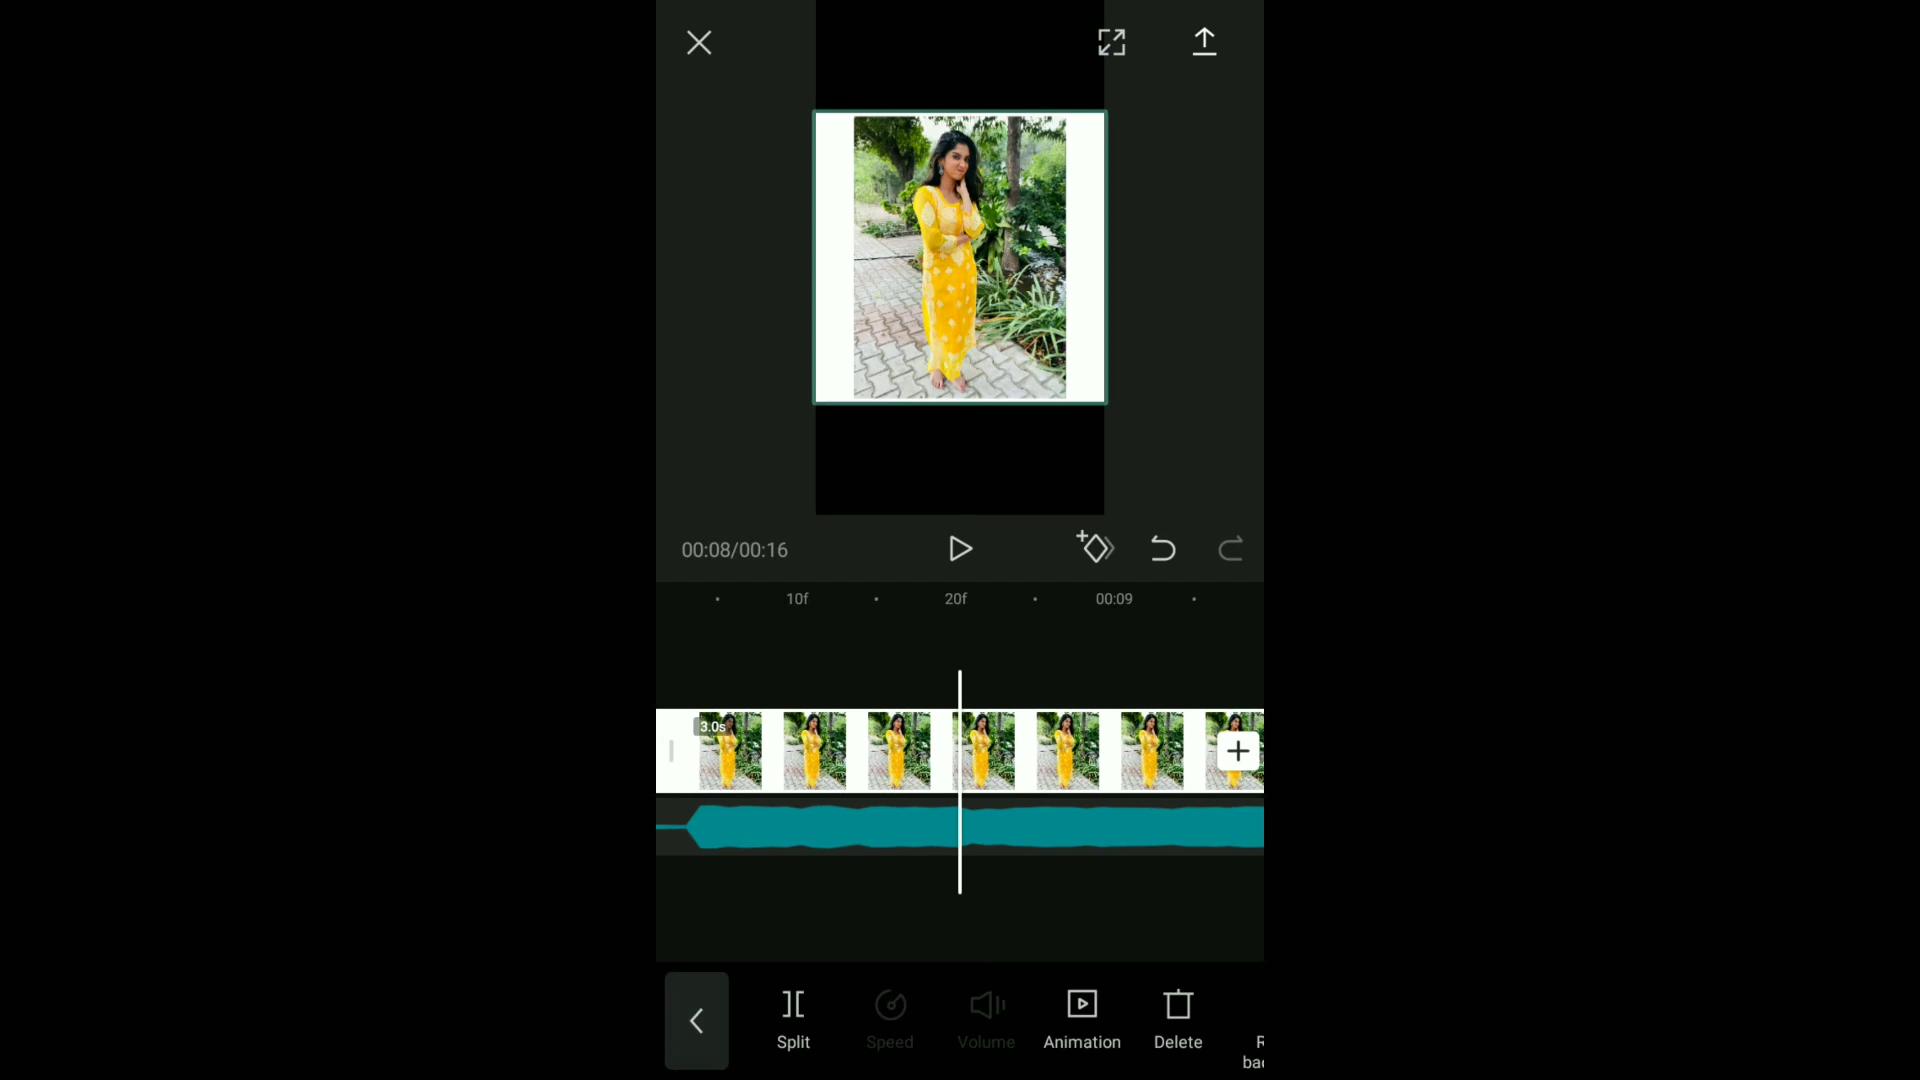 00:08/00:16
10f
20f
00:09
3.0s
Split
Speed
Volume
Animation
Delete